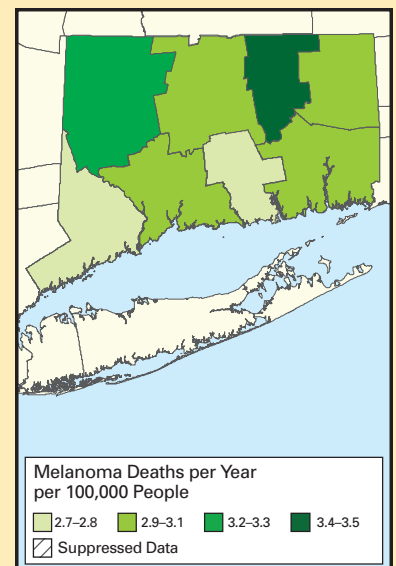 Melanoma Deaths per Year
per 100,000 People
2.7–2.8 2.9–3.1 3.2–3.3 3.4–3.5
Suppressed Data